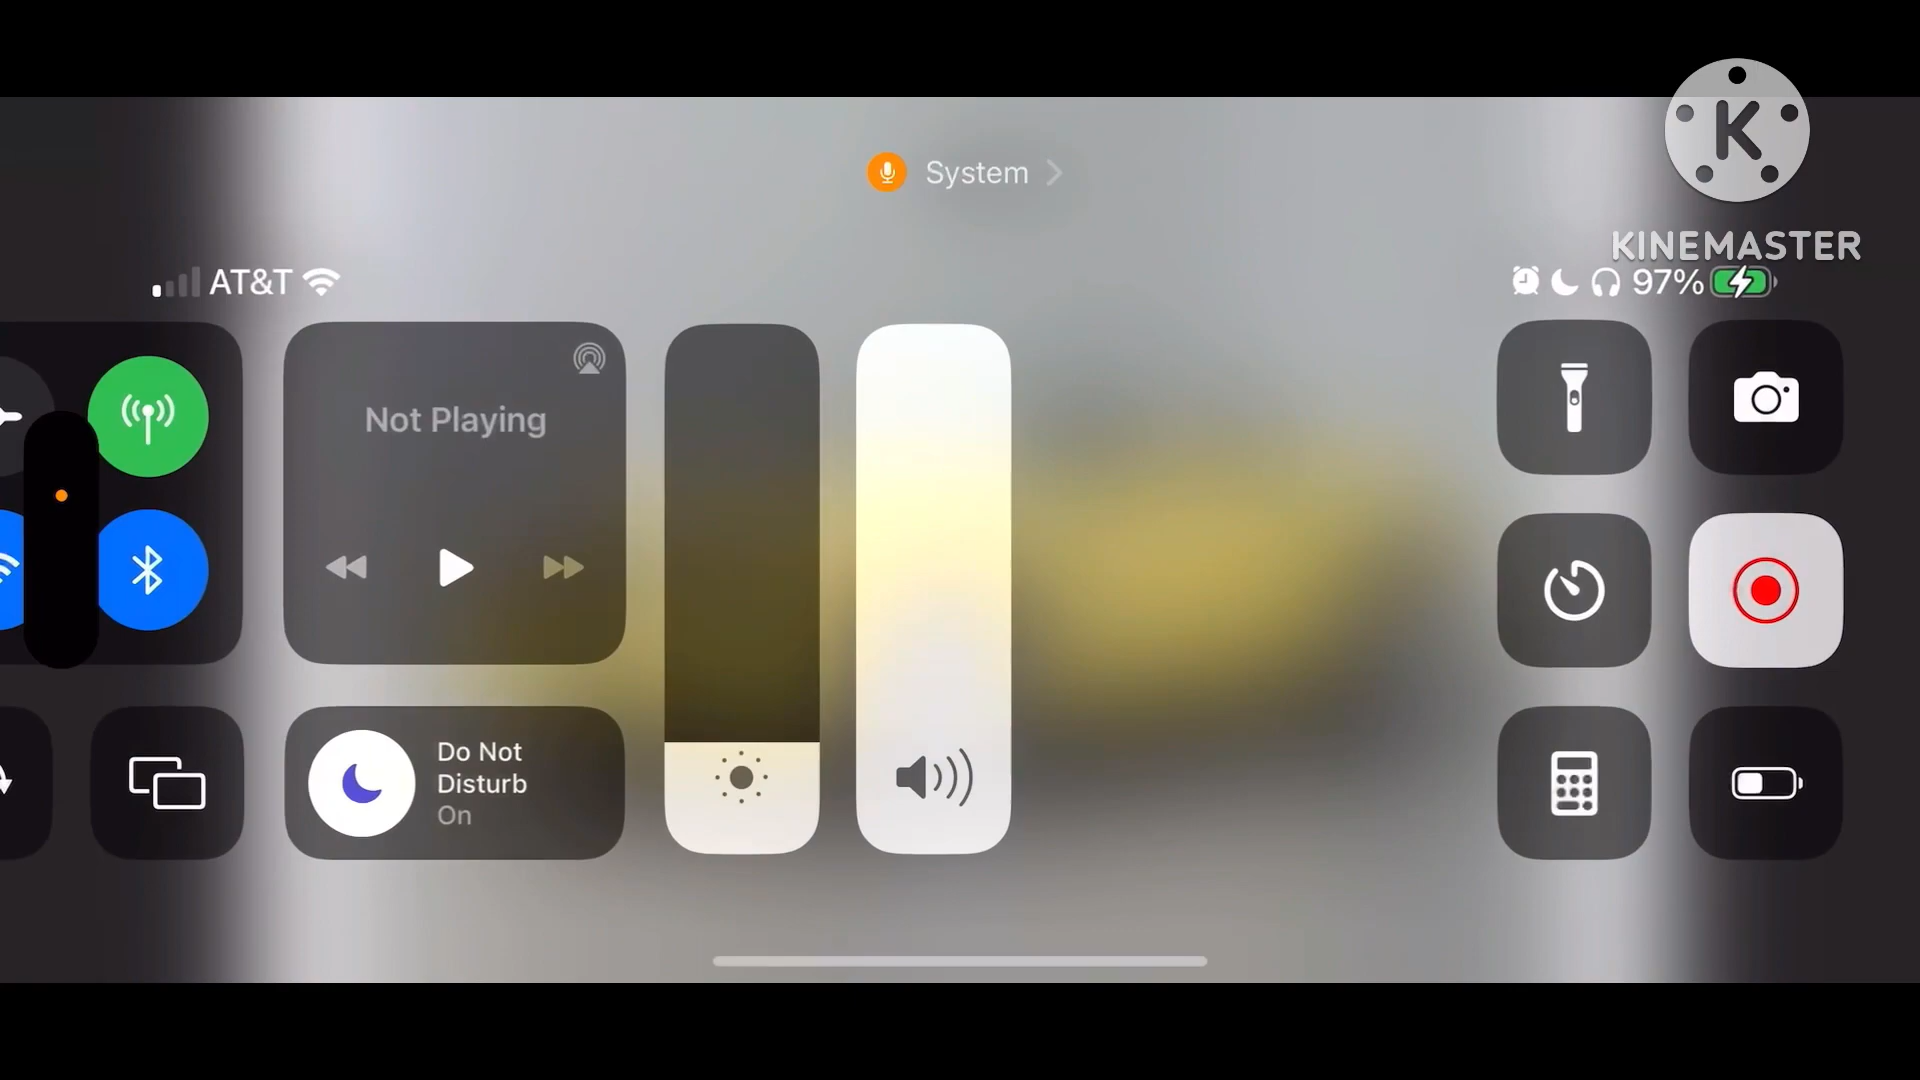 System
K
KINEMASTER
AT&T
97%
Not Playing
Do Not
Disturb
On